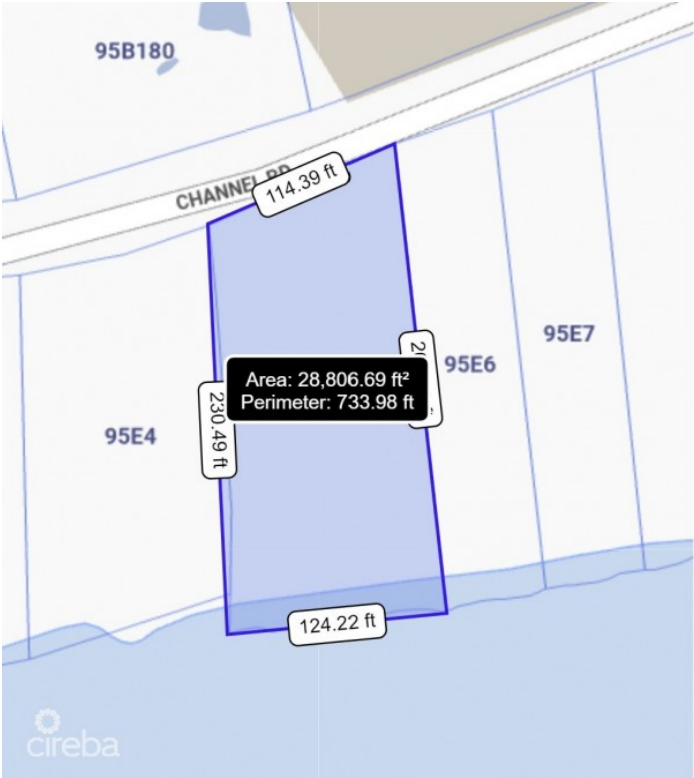 95B180
CHANNEL RD
114.39 ft
Area: 28,806.69 ft²
Perimeter: 733.98 ft
95E6
95E7
230.49 ft
95E4
124.22 ft
cireba